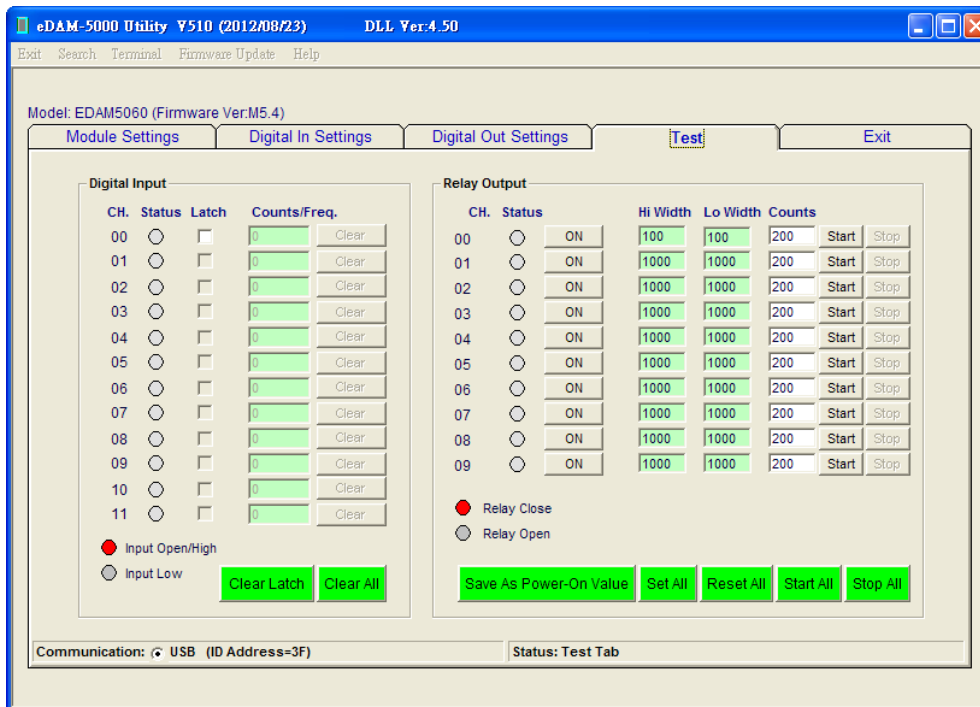 eDAM-5000 Utility V510 (2012/08/23) DLL Ver:4.50
Exit Search Terminal Firmware Update Help
Model: EDAM5060 (Firmware Ver:M5.4)
Module Settings Digital In Settings Digital Out Settings Test Exit
Digital Input
CH. Status Latch Counts/Freq.
00 0 Clear
01 0 Clear
02 0 Clear
03 0 Clear
04 0 Clear
05 0 Clear
06 0 Clear
07 0 Clear
08 0 Clear
09 0 Clear
10 0 Clear
11 0 Clear
Input Open/High
Input Low
Clear Latch Clear All
Relay Output
CH. Status Hi Width Lo Width Counts
00 ON 100 100 200 Start Stop
01 ON 1000 1000 200 Start Stop
02 ON 1000 1000 200 Start Stop
03 ON 1000 1000 200 Start Stop
04 ON 1000 1000 200 Start Stop
05 ON 1000 1000 200 Start Stop
06 ON 1000 1000 200 Start Stop
07 ON 1000 1000 200 Start Stop
08 ON 1000 1000 200 Start Stop
09 ON 1000 1000 200 Start Stop
Relay Close
Relay Open
Save As Power-On Value Set All Reset All Start All Stop All
Communication: USB (ID Address=3F)
Status: Test Tab